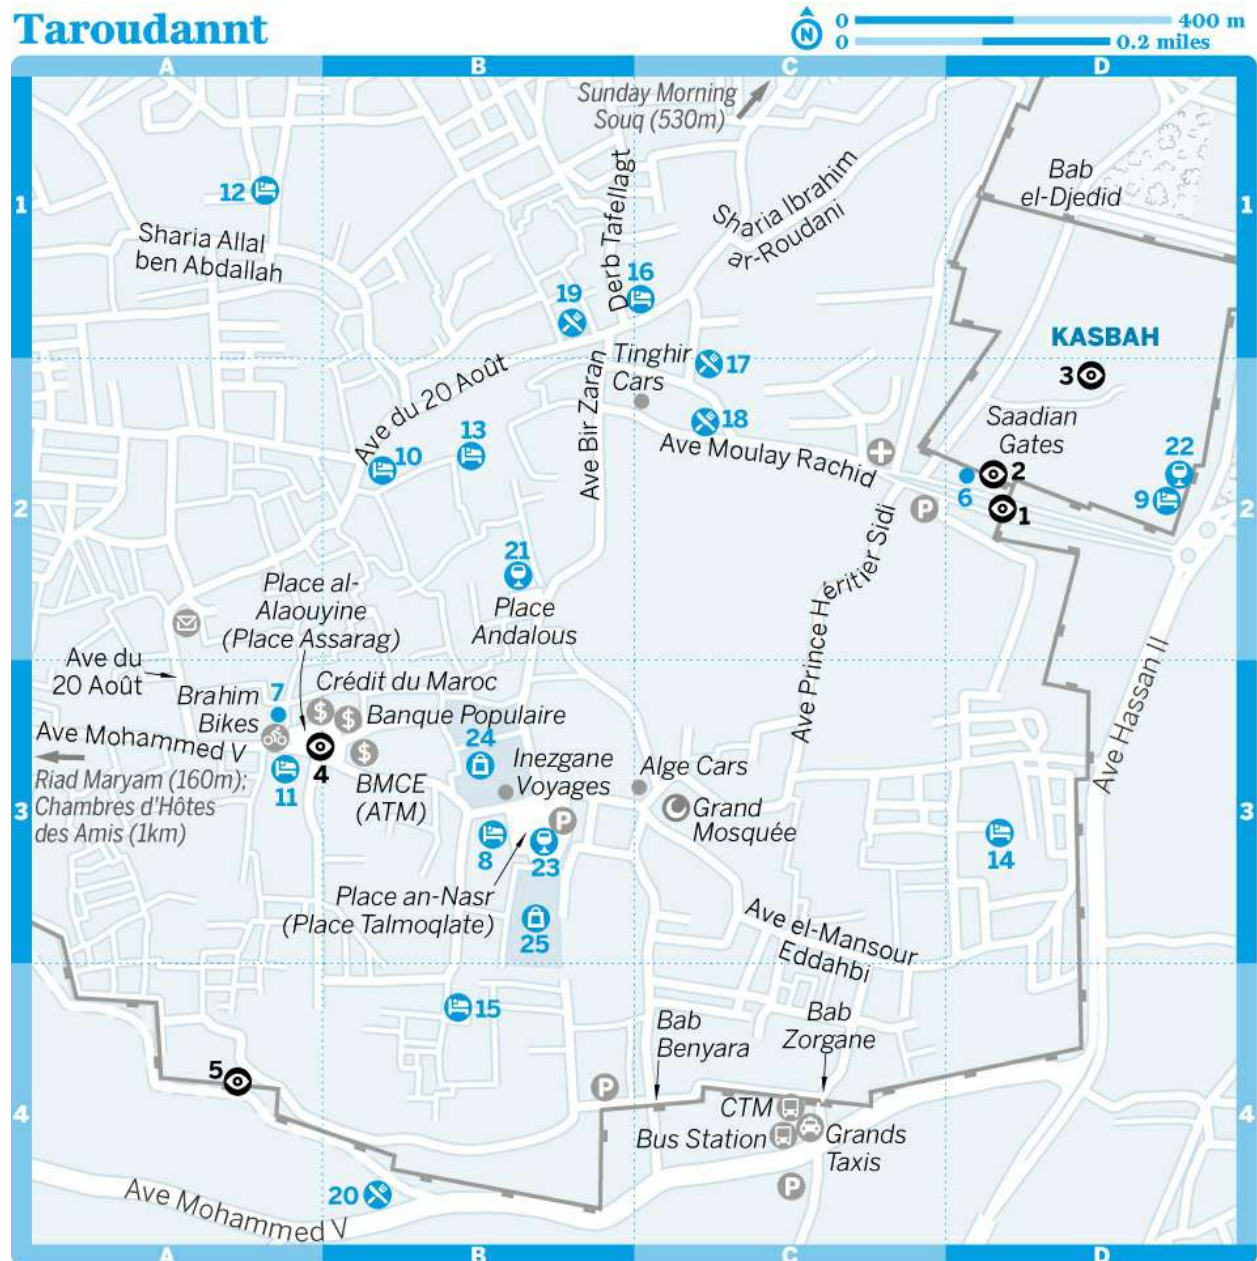 Taroudannt
N
0 400 m
0 0.2 miles
A B C D
Sunday Morning
Souq (530m)
Bab
el-Djedid
1
12
1
Sharia Allal
ben Abdallah
Derb Tafellagt
Sharia Ibrahim
ar-Roudani
16
19
KASBAH
Tinghir
Cars
17
3
Ave du 20 Août
Ave Bir Zaran
18
Saadian
Gates
13
10
Ave Moulay Rachid
22
2
6
9
2
1
2
P
21
Ave Prince Héritier Sidi
Place al-
Alaouyine
(Place Assarag)
Place
Andalous
Ave du
20 Août
Ave Hassan II
7
Crédit du Maroc
Brahim
Bikes
$
$
Banque Populaire
Ave Mohammed V
24
4
$
Inezgane
Voyages
Alge Cars
Riad Maryam (160m);
Chambres d'Hôtes
des Amis (1km)
11
BMCE
(ATM)
Grand
Mosquée
3
P
3
8
23
14
Place an-Nasr
(Place Talmoqlate)
25
Ave el-Mansour
Eddahbi
15
Bab
Benyara
Bab
Zorgane
5
P
4
CTM
4
Bus Station
Grands
Taxis
P
20
Ave Mohammed V
A B C D